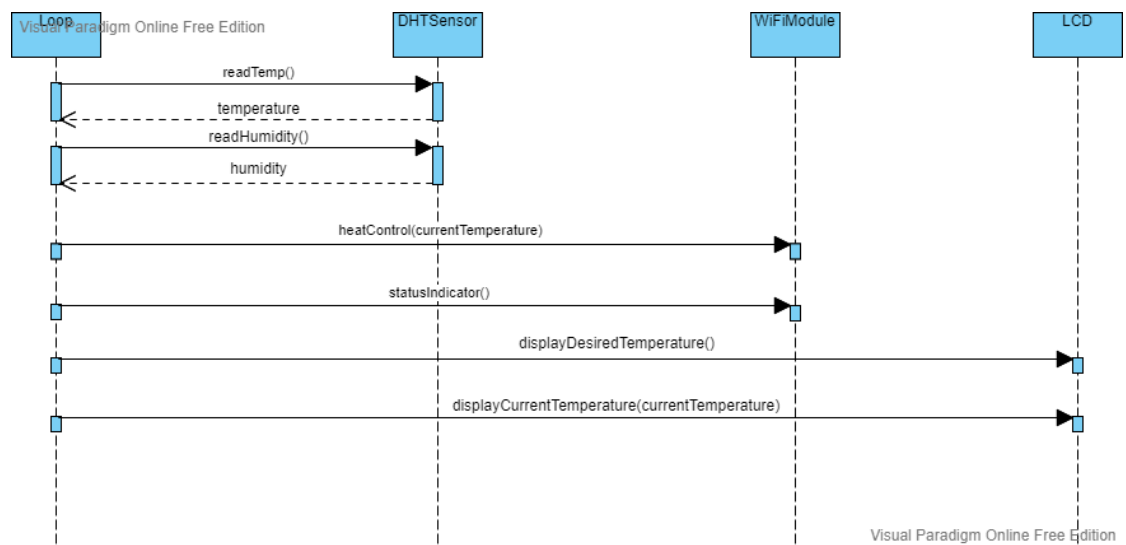 Loop
DHTSensor
WiFiModule
LCD
Visual Paradigm Online Free Edition
readTemp()
temperature
readHumidity()
humidity
heatControl(currentTemperature)
statusIndicator()
displayDesiredTemperature()
displayCurrentTemperature(currentTemperature)
Visual Paradigm Online Free Edition